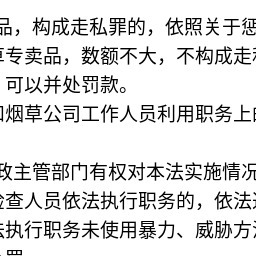 品，构成走私罪的，依照关于惩
草专卖品，数额不大，不构成走
可以并处罚款。
烟草公司工作人员利用职务上
政主管部门有权对本法实施情况
检查人员依法执行职务的，依法
法执行职务未使用暴力、威胁方